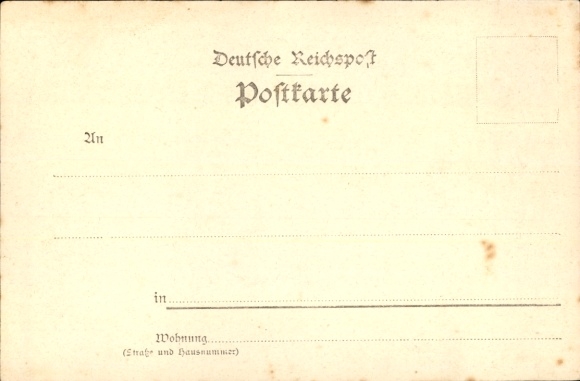 Deutsche Reichspost
Postkarte
An
in
Wohnung
(Straße und Hausnummer)